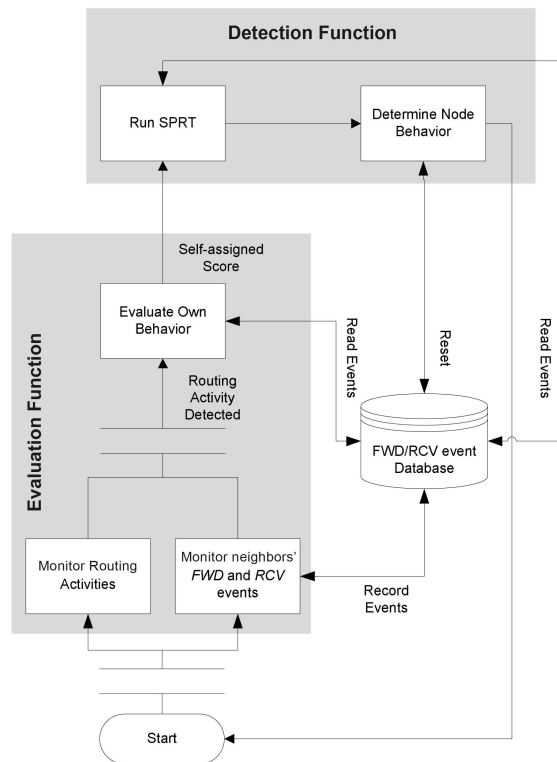 Detection Function
Run SPRT
Determine Node
Behavior
Self-assigned
Score
Evaluate Own
Behavior
Evaluation Function
Routing
Activity
Detected
Read Events
Reset
Read Events
FWD/RCV event
Database
Monitor Routing
Activities
Monitor neighbors’
FWD and RCV
events
Record
Events
Start